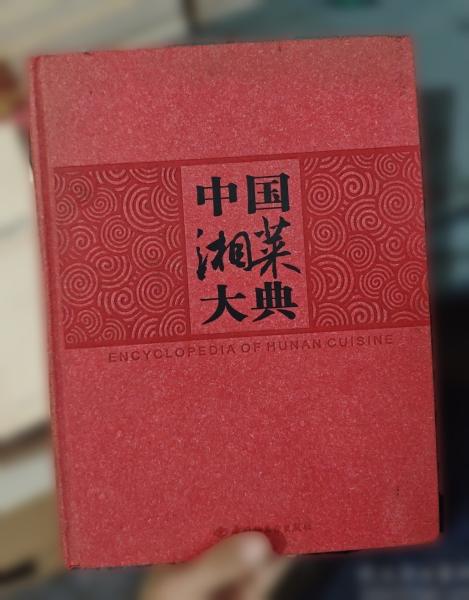 中国
湘菜
大典
ENCYCLOPEDIA OF HUNAN CUISINE